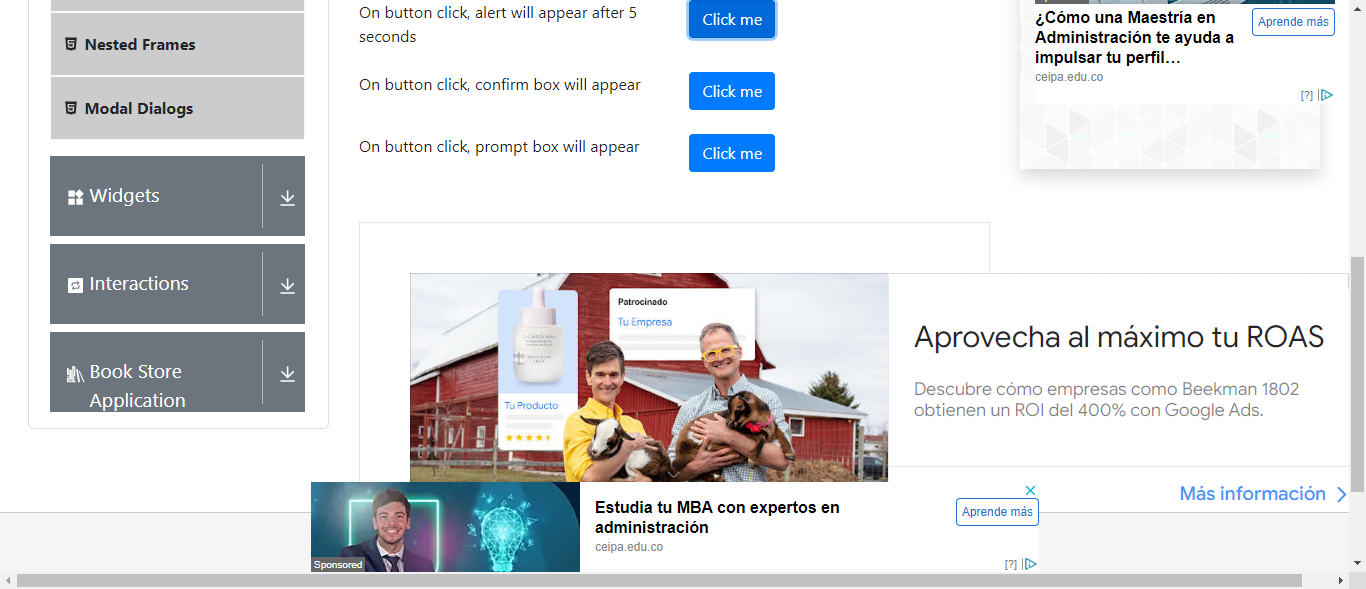 Nested Frames
Modal Dialogs
Widgets
Interactions
Book Store
Application
On button click, alert will appear after 5
seconds
Click me
On button click, confirm box will appear
Click me
On button click, prompt box will appear
Click me
¿Cómo una Maestría en
Administración te ayuda a
impulsar tu perfil…
ceipa.edu.co
Aprende más
[?]
Patrocinado
Tu Empresa
Tu Producto
Aprovecha al máximo tu ROAS
Descubre cómo empresas como Beekman 1802
obtienen un ROI del 400% con Google Ads.
Más información
Sponsored
Estudia tu MBA con expertos en
administración
ceipa.edu.co
Aprende más
[?]